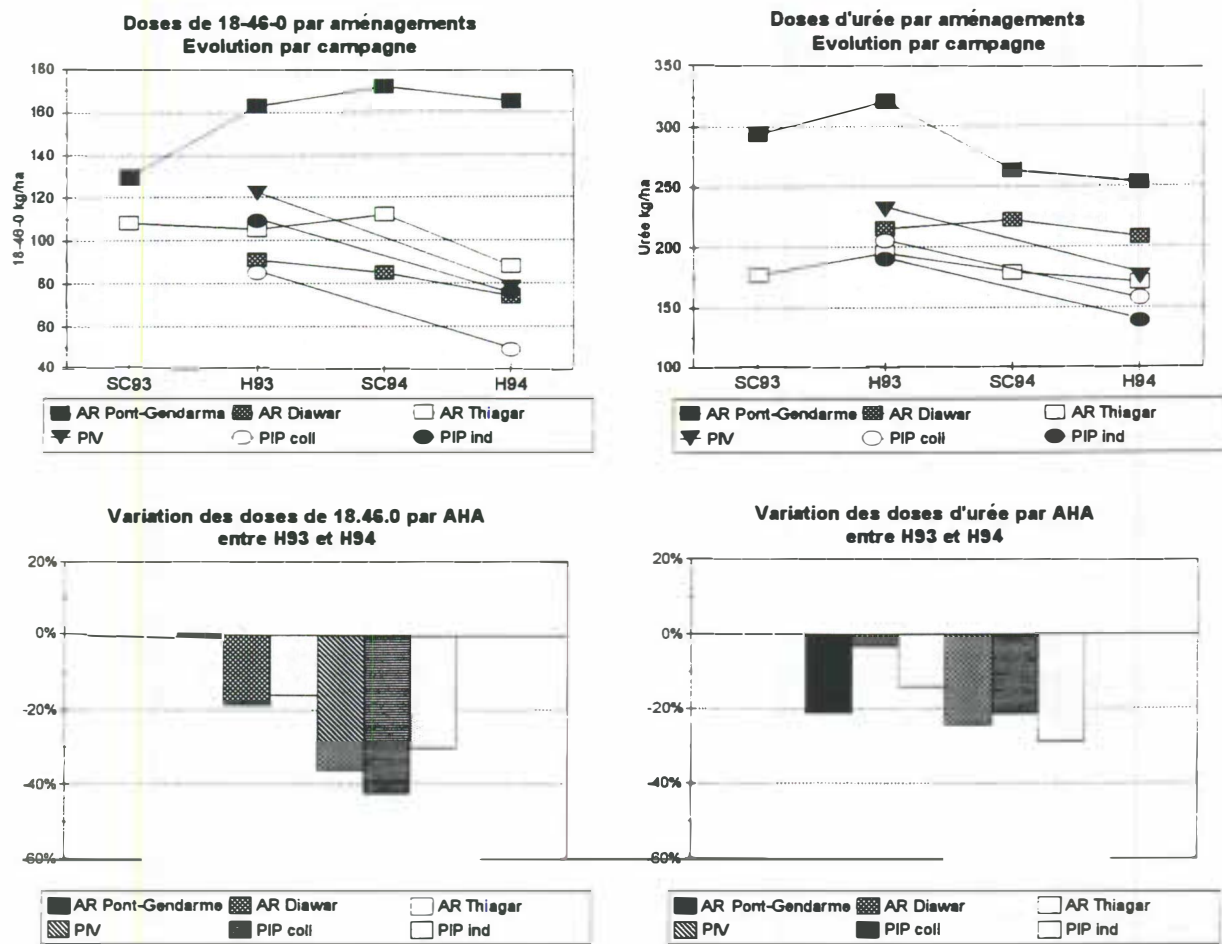 Doses de 18-46-0 par aménagements
Evolution par campagne
180
160
140
120
100
80
60
40
18-46-0 kg/ha
SC93 H93 SC94 H94
AR Pont-Gendarma AR Diawar AR Thiagar
PIV PIP coll PIP ind
Doses d'urée par aménagements
Evolution par campagne
350
300
250
200
150
100
Urée kg/ha
SC93 H93 SC94 H94
AR Pont-Gendarme AR Diawar AR Thiagar
PIV PIP coll PIP ind
Variation des doses de 18.46.0 par AHA
entre H93 et H94
20%
0%
-20%
-40%
-60%
AR Pont-Gendarme AR Diawar AR Thiagar
PIV PIP coll PIP ind
Variation des doses d'urée par AHA
entre H93 et H94
20%
0%
-20%
-40%
-60%
AR Pont-Gendarme AR Diawar AR Thiagar
PIV PIP coll PIP ind